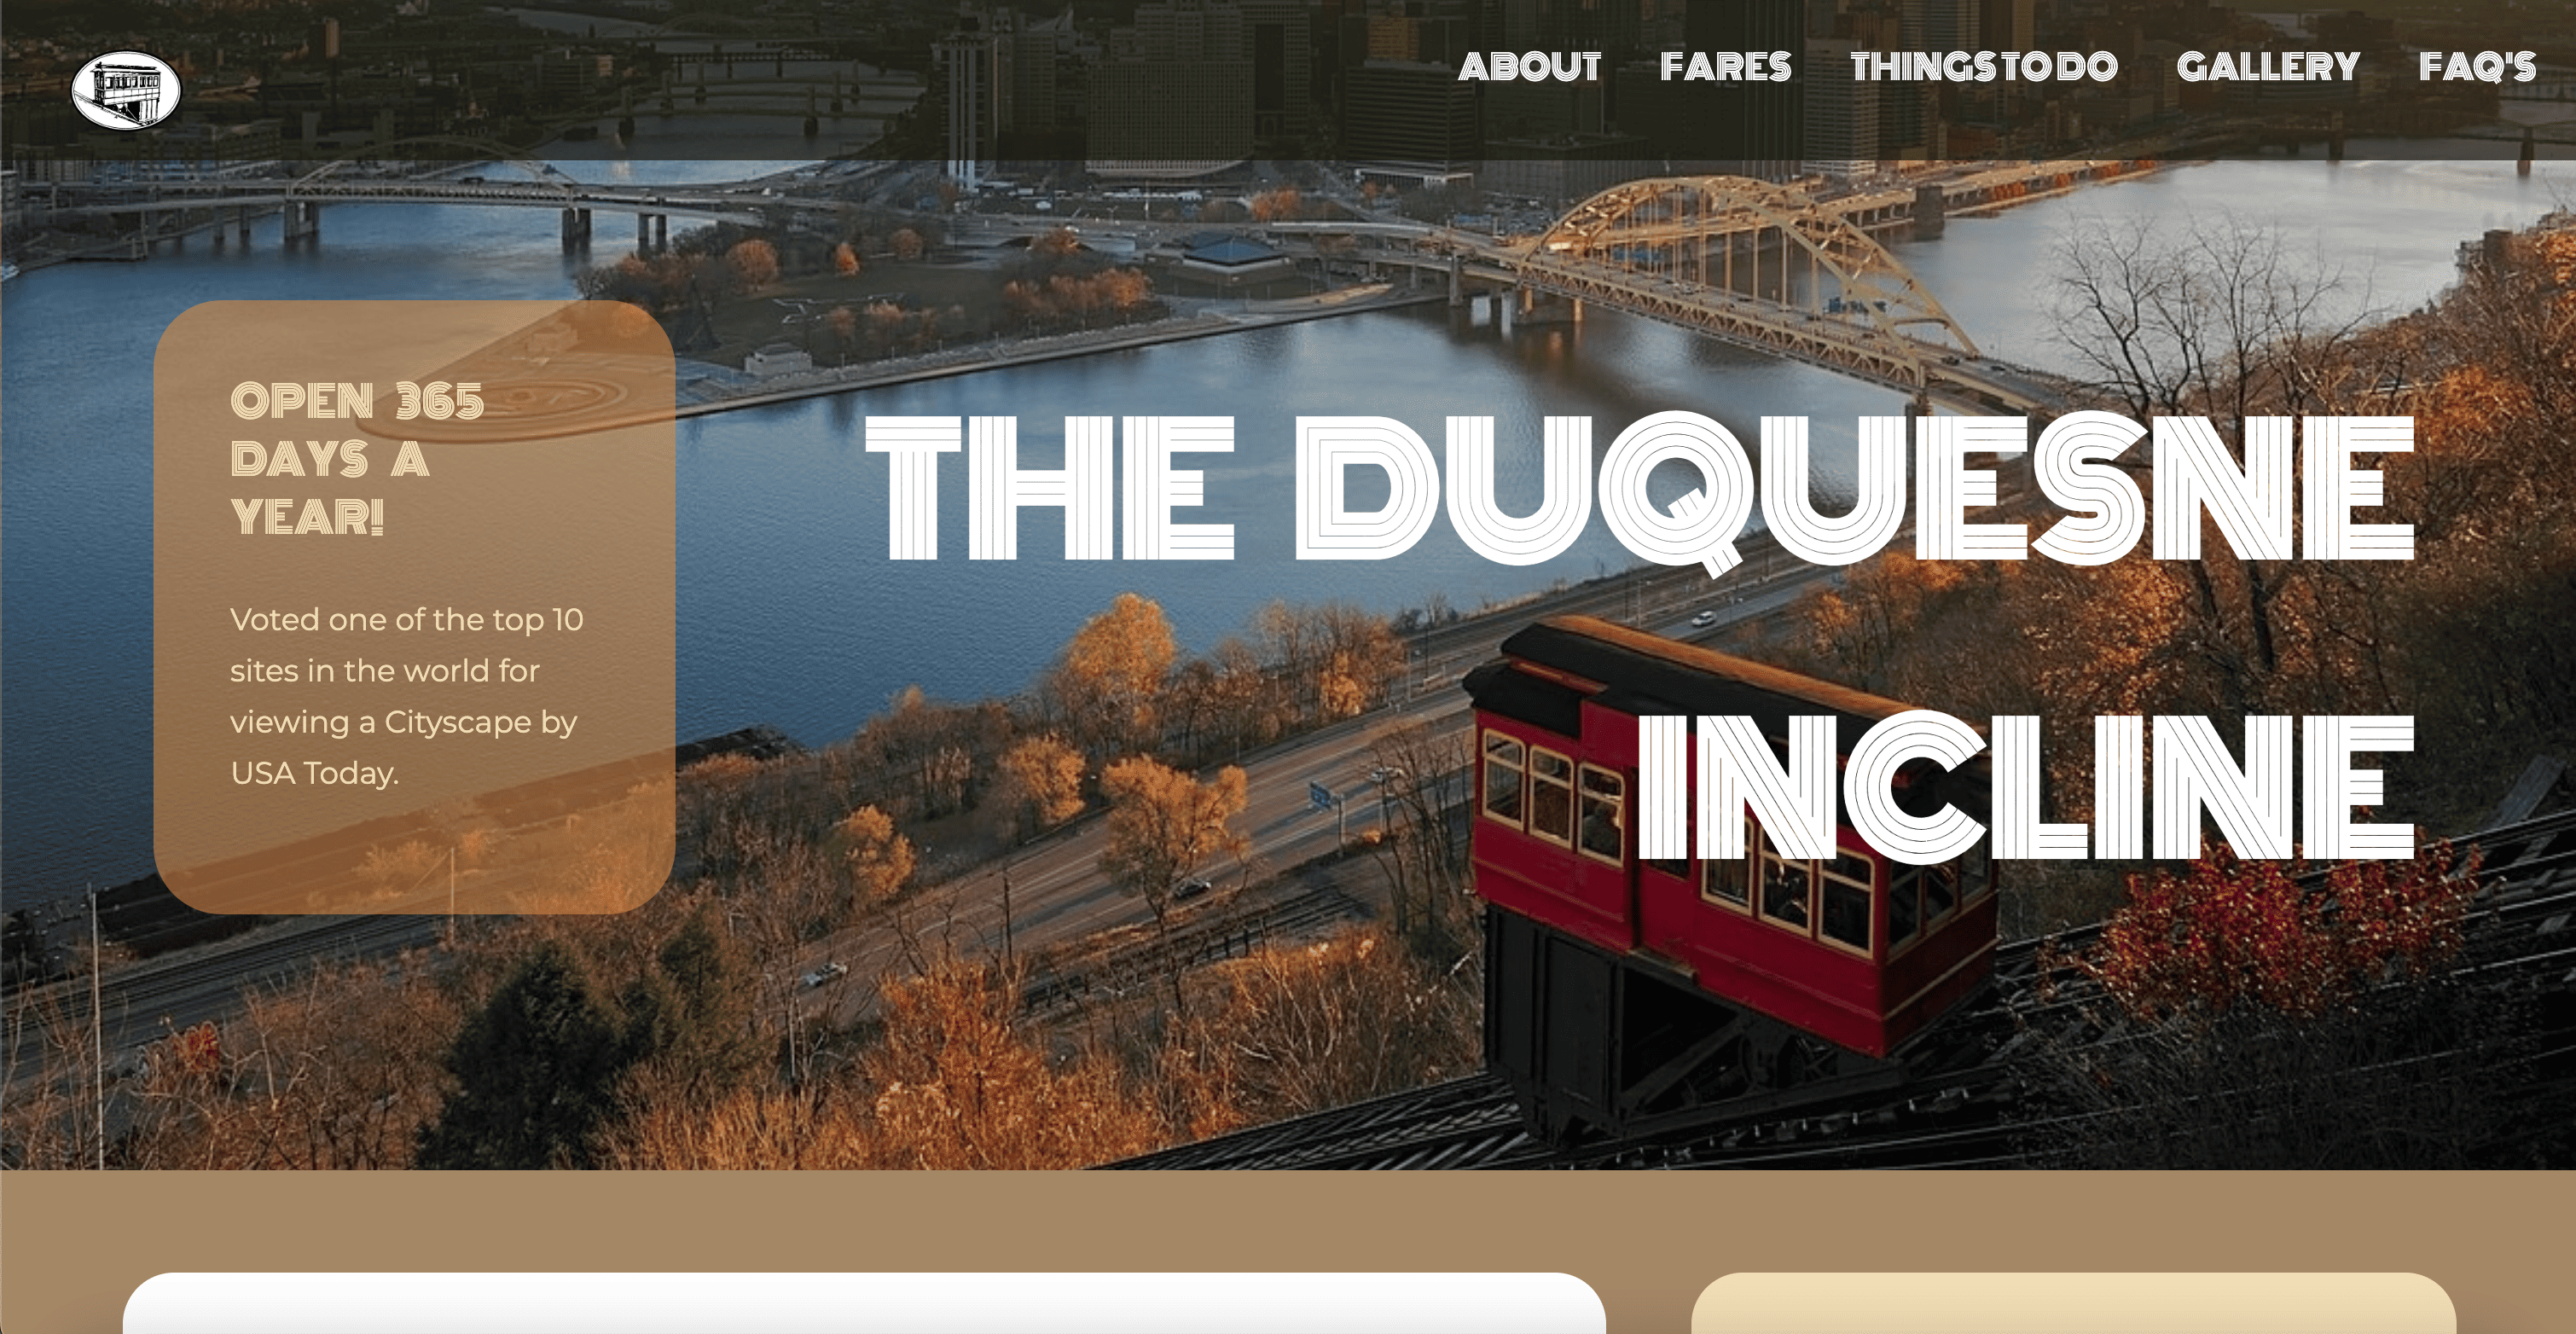 ABOUT FARES THINGS TO DO GALLERY FAQ'S
OPEN 365
DAYS A
YEAR!
Voted one of the top 10
sites in the world for
viewing a Cityscape by
USA Today.
THE DUQUESNE
INCLINE